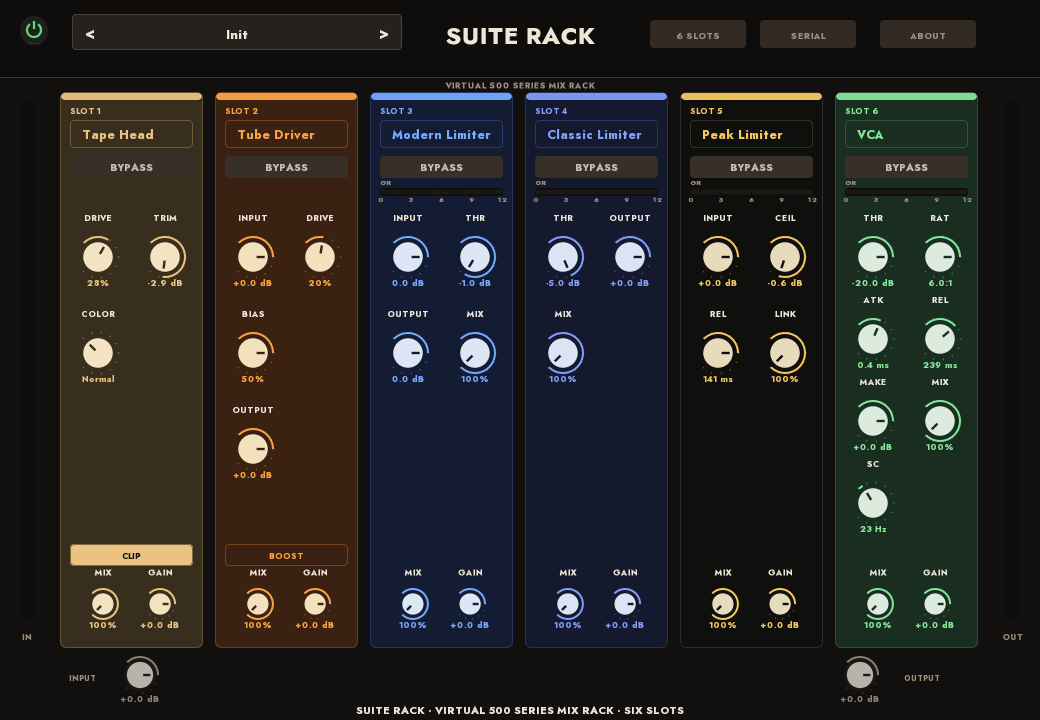 < Init >
SUITE RACK
6 SLOTS
SERIAL
ABOUT
VIRTUAL 500 SERIES MIX RACK
SLOT 1
Tape Head
BYPASS
DRIVE TRIM
28% -2.9 dB
COLOR
Normal
CLIP
MIX GAIN
100% +0.0 dB
SLOT 2
Tube Driver
BYPASS
INPUT DRIVE
+0.0 dB 20%
BIAS
50%
OUTPUT
+0.0 dB
BOOST
MIX GAIN
100% +0.0 dB
SLOT 3
Modern Limiter
BYPASS
GR
0 3 6 9 12
INPUT THR
0.0 dB -1.0 dB
OUTPUT MIX
0.0 dB 100%
MIX GAIN
100% +0.0 dB
SLOT 4
Classic Limiter
BYPASS
GR
0 3 6 9 12
THR OUTPUT
-5.0 dB +0.0 dB
MIX
100%
MIX GAIN
100% +0.0 dB
SLOT 5
Peak Limiter
BYPASS
GR
0 3 6 9 12
INPUT CEIL
+0.0 dB -0.6 dB
REL LINK
141 ms 100%
MIX GAIN
100% +0.0 dB
SLOT 6
VCA
BYPASS
GR
0 3 6 9 12
THR RAT
-20.0 dB 6.0:1
ATK REL
0.4 ms 239 ms
MAKE MIX
+0.0 dB 100%
SC
23 Hz
MIX GAIN
100% +0.0 dB
IN
OUT
INPUT
+0.0 dB
OUTPUT
+0.0 dB
SUITE RACK · VIRTUAL 500 SERIES MIX RACK · SIX SLOTS